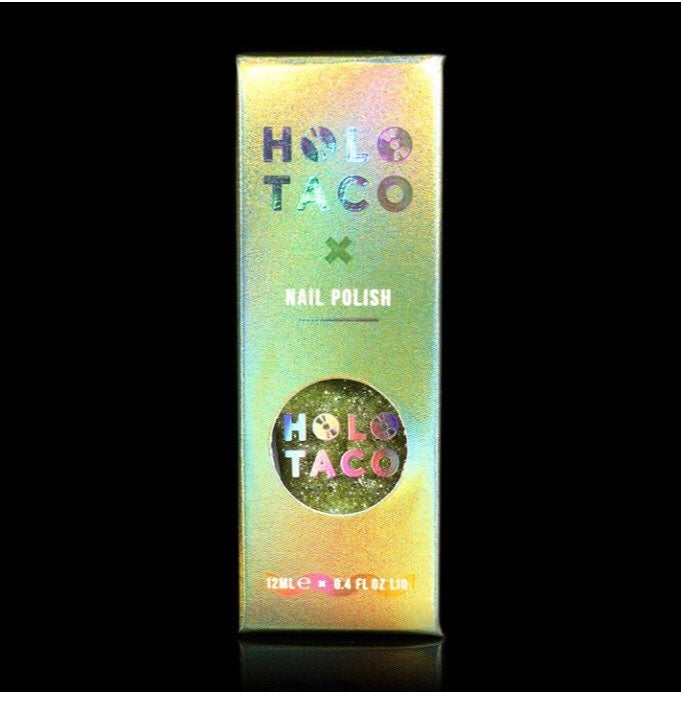 HOLO
TACO
×
NAIL POLISH
HOLO
TACO
12ML ℮ × 0.4 FL OZ LIQ.